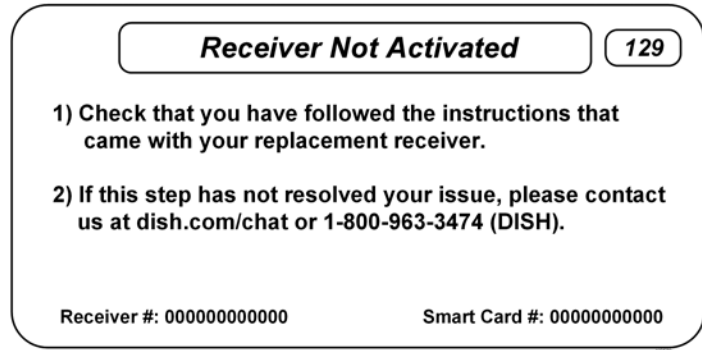 Receiver Not Activated 129
1) Check that you have followed the instructions that
came with your replacement receiver.
2) If this step has not resolved your issue, please contact
us at dish.com/chat or 1-800-963-3474 (DISH).
Receiver #: 000000000000 Smart Card #: 00000000000